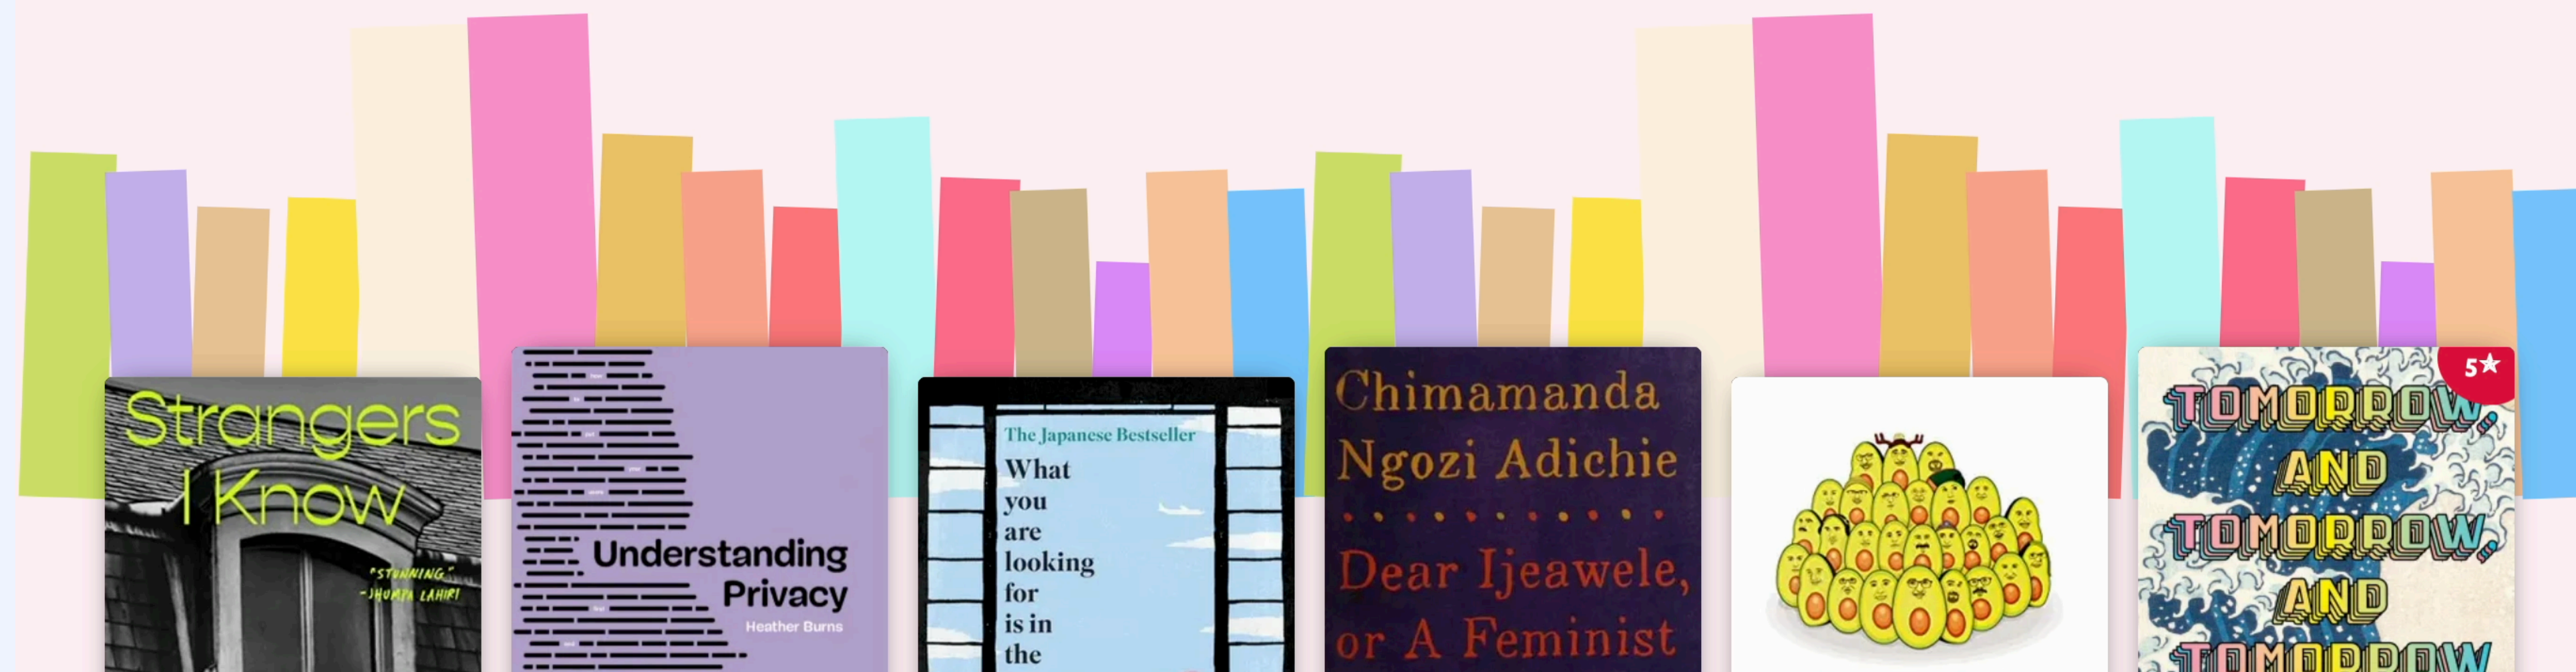 Strangers
I Know
"STUNNING"
-JHUMPA LAHIRI
Understanding
Privacy
Heather Burns
The Japanese Bestseller
What
you
are
looking
for
is in
the
Chimamanda
Ngozi Adichie
Dear Ijeawele,
or A Feminist
5★
TOMORROW,
AND
TOMORROW,
AND
TOMORROW